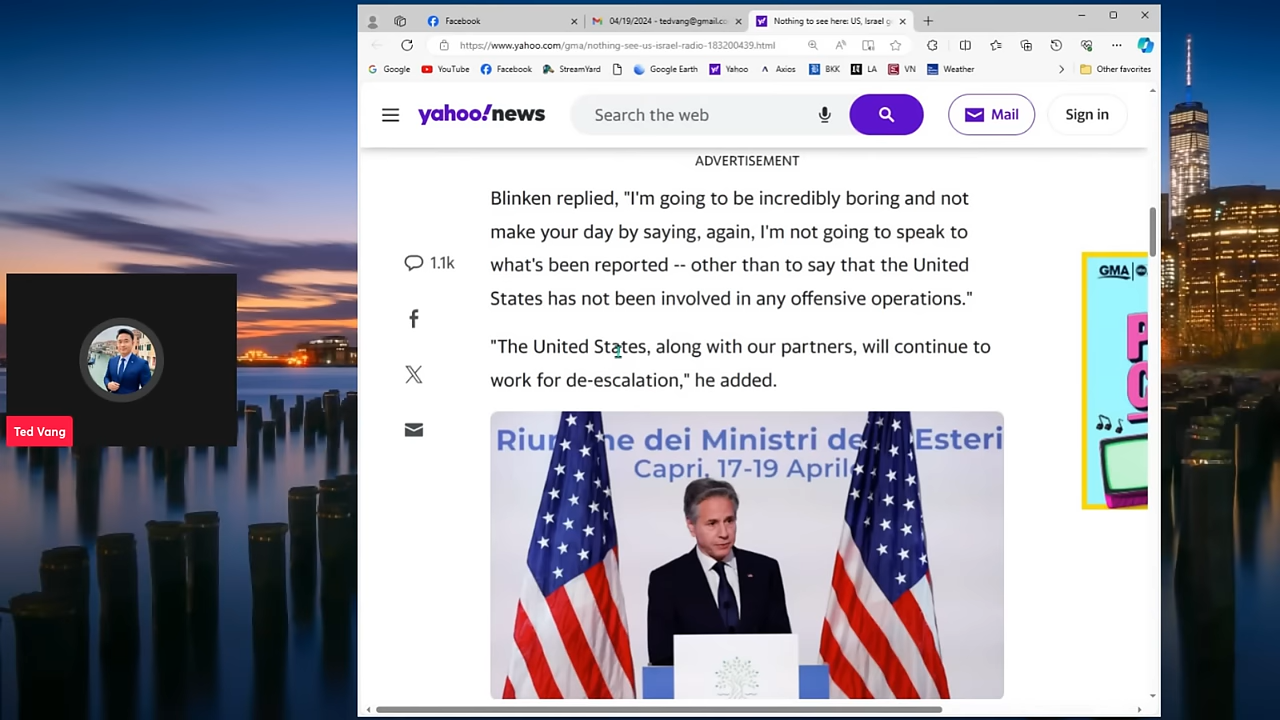 Facebook
04/19/2024 - tedvang@gmail.co
Nothing to see here: US, Israel g
https://www.yahoo.com/gma/nothing-see-us-israel-radio-183200439.html
Google
YouTube
Facebook
StreamYard
Google Earth
Yahoo
Axios
BKK
LA
VN
Weather
Other favorites
yahoo!news
Search the web
Mail
Sign in
ADVERTISEMENT
Blinken replied, "I'm going to be incredibly boring and not
make your day by saying, again, I'm not going to speak to
what's been reported -- other than to say that the United
States has not been involved in any offensive operations."
1.1k
"The United States, along with our partners, will continue to
work for de-escalation," he added.
GMA
Ted Vang
dei Ministri de Esteri
Capri, 17-19 Aprile